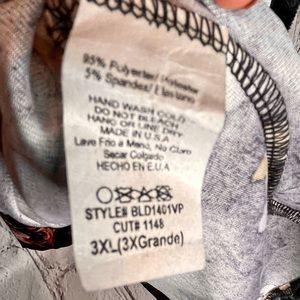 95% Polyester/ Poliester
5% Spandex/ Elastano
HAND WASH COLD
DO NOT BLEACH
HANG OR LINE DRY
MADE IN U.S.A
Lave Frio a Mano, No Cloro
Secar Colgado
HECHO EN E.U.A
STYLE# BLD1401VP
CUT# 1148
3XL(3XGrande)